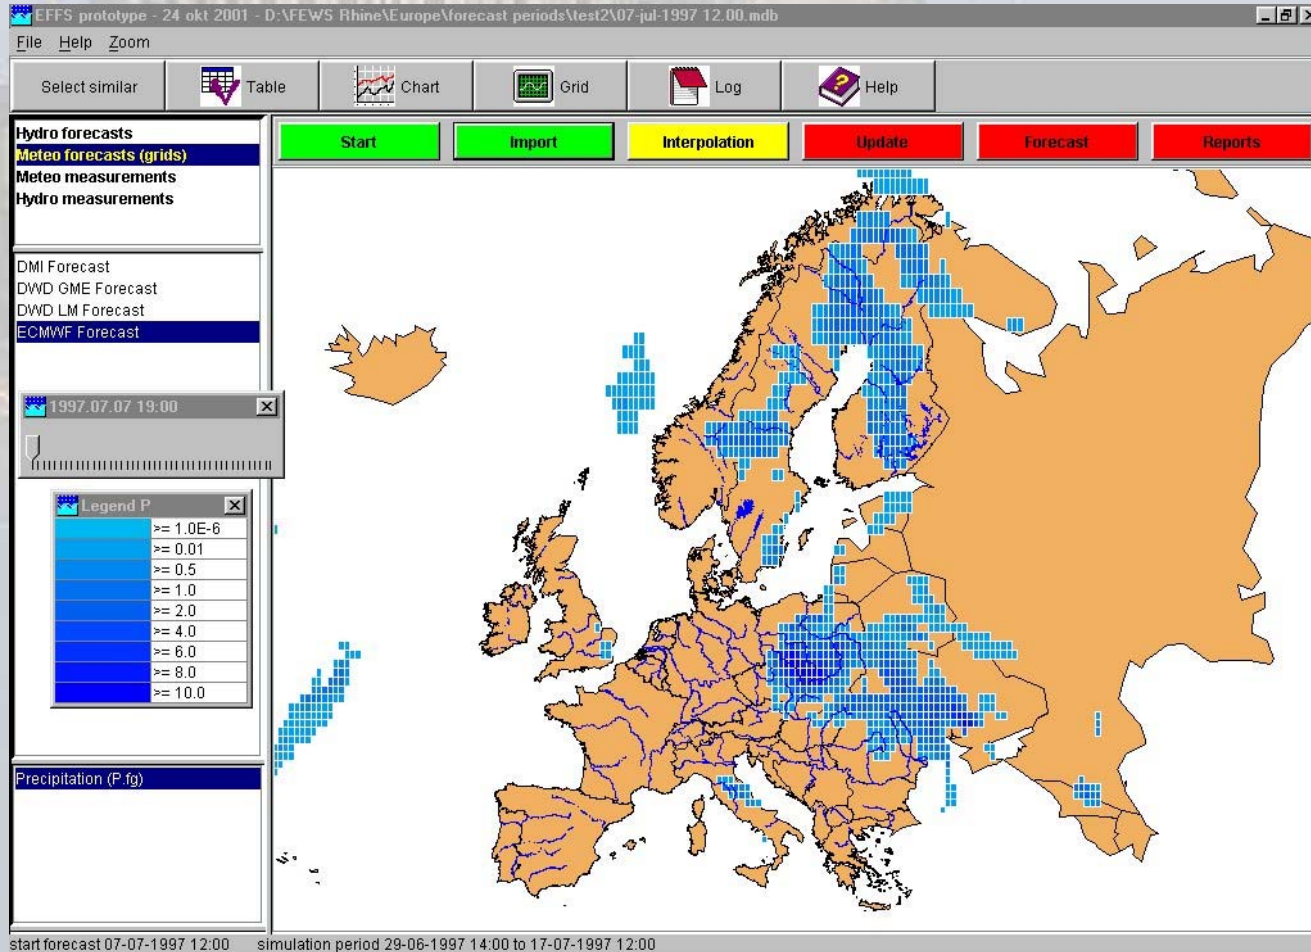 EFFS prototype - 24 okt 2001 - D:\FEWS Rhine\Europe\forecast periods\test2\07-jul-1997 12.00.mdb
File Help Zoom
Select similar Table Chart Grid Log Help
Hydro forecasts
Meteo forecasts (grids)
Meteo measurements
Hydro measurements
Start Import Interpolation Update Forecast Reports
DMI Forecast
DWD GME Forecast
DWD LM Forecast
ECMWF Forecast
1997.07.07 19:00
Legend P
>= 1.0E-6
>= 0.01
>= 0.5
>= 1.0
>= 2.0
>= 4.0
>= 6.0
>= 8.0
>= 10.0
Precipitation (P.fg)
start forecast 07-07-1997 12:00 simulation period 29-06-1997 14:00 to 17-07-1997 12:00